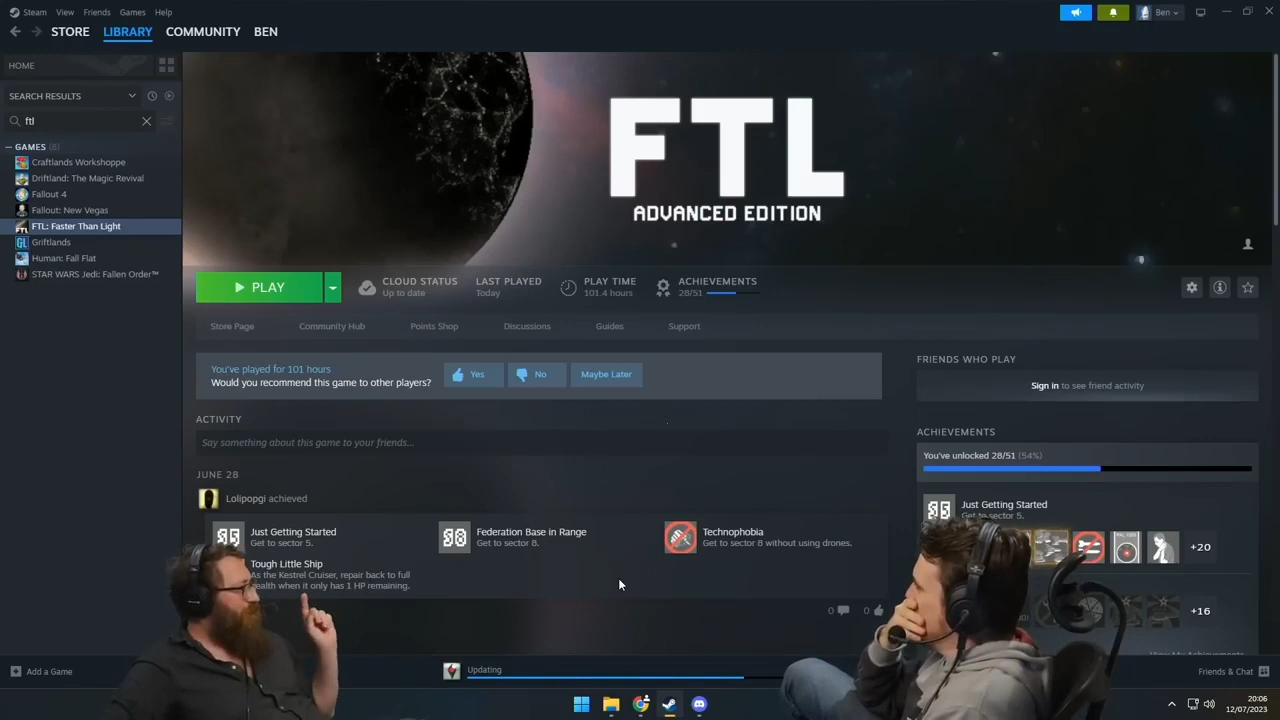 Steam View Friends Games Help
Ben
STORE LIBRARY COMMUNITY BEN
HOME
SEARCH RESULTS
ftl
GAMES (8)
Craftlands Workshoppe
Driftland: The Magic Revival
Fallout 4
Fallout: New Vegas
FTL: Faster Than Light
Griftlands
Human: Fall Flat
STAR WARS Jedi: Fallen Order™
FTL
ADVANCED EDITION
PLAY
CLOUD STATUS
Up to date
LAST PLAYED
Today
PLAY TIME
101.4 hours
ACHIEVEMENTS
28/51
Store Page Community Hub Points Shop Discussions Guides Support
You've played for 101 hours
Would you recommend this game to other players?
Yes No Maybe Later
ACTIVITY
Say something about this game to your friends...
JUNE 28
Lolipopgi achieved
Just Getting Started
Get to sector 5.
Federation Base in Range
Get to sector 8.
Technophobia
Get to sector 8 without using drones.
Tough Little Ship
As the Kestrel Cruiser, repair back to full
health when it only has 1 HP remaining.
0 0
FRIENDS WHO PLAY
Sign in to see friend activity
ACHIEVEMENTS
You've unlocked 28/51 (54%)
Just Getting Started
Get to sector 5.
+20
+16
Add a Game
Updating
Friends & Chat
20:06
12/07/2023